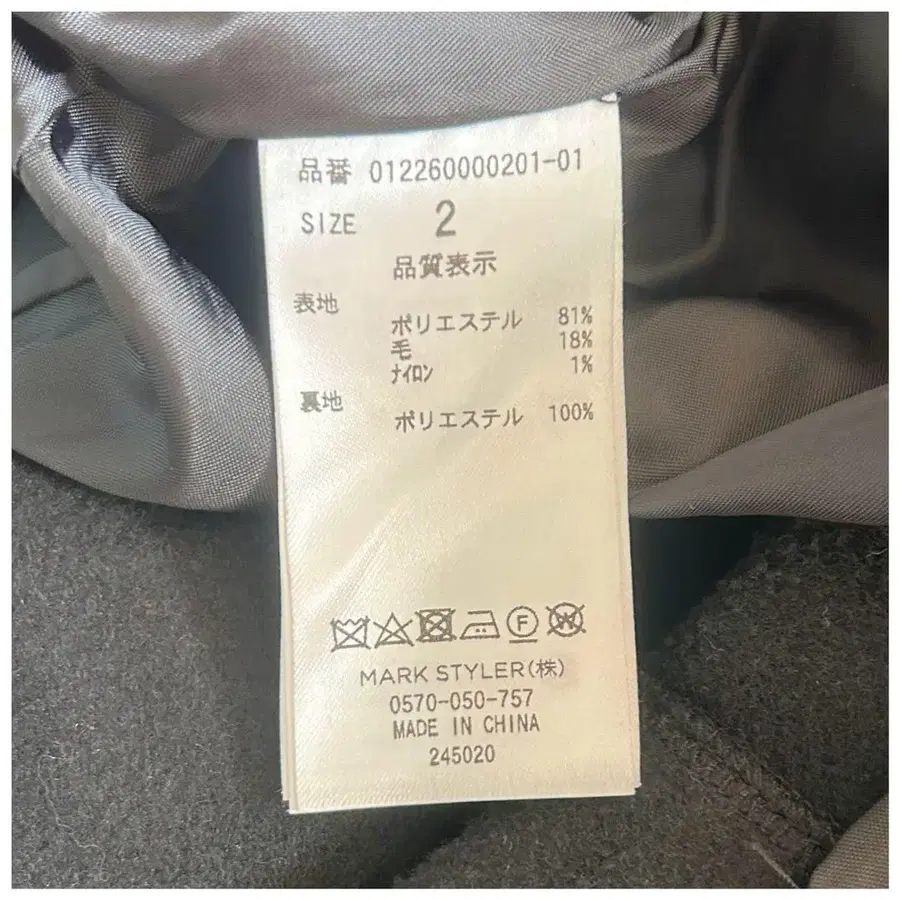 品番 012260000201-01
SIZE 2
品質表示
表地
ポリエステル 81%
毛 18%
ナイロン 1%
裏地
ポリエステル 100%
F W
MARK STYLER(株)
0570-050-757
MADE IN CHINA
245020